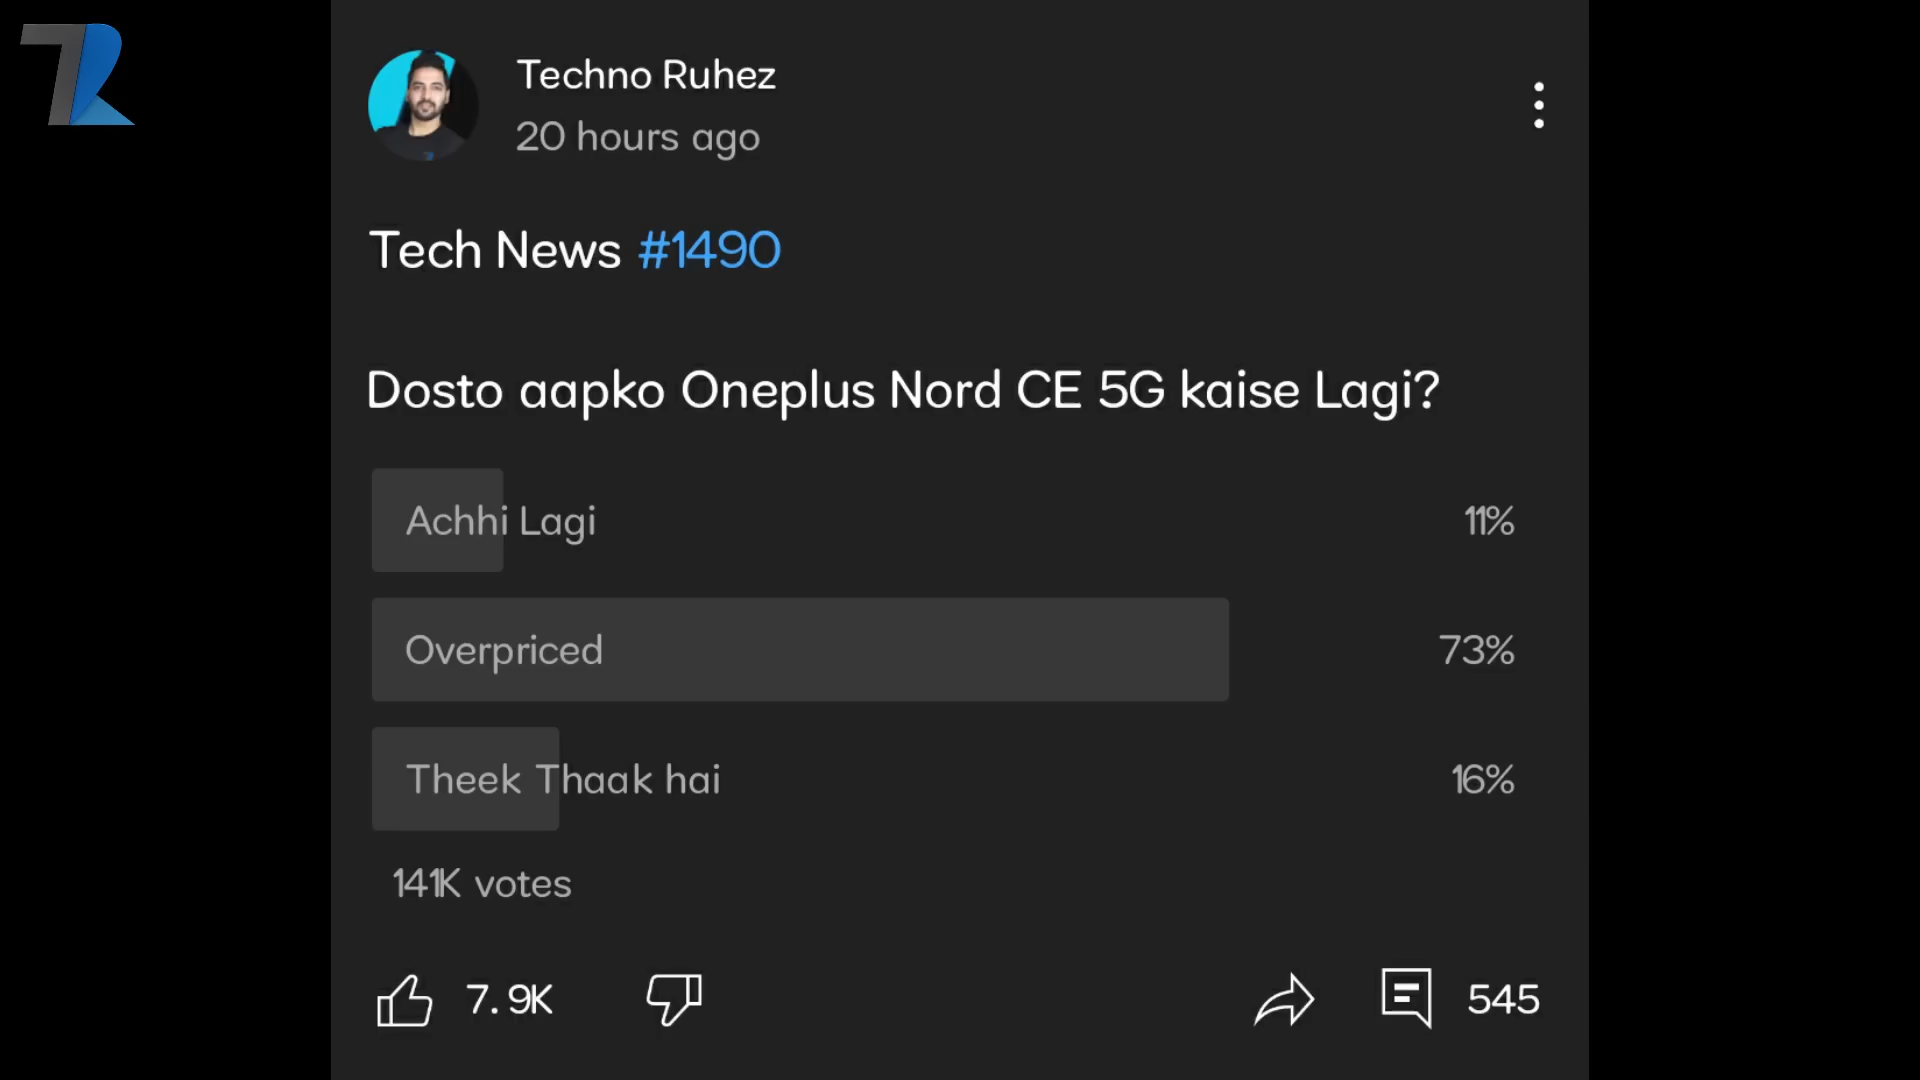 TR
Techno Ruhez
20 hours ago
Tech News #1490
Dosto aapko Oneplus Nord CE 5G kaise Lagi?
Achhi Lagi 11%
Overpriced 73%
Theek Thaak hai 16%
141K votes
7.9K 545